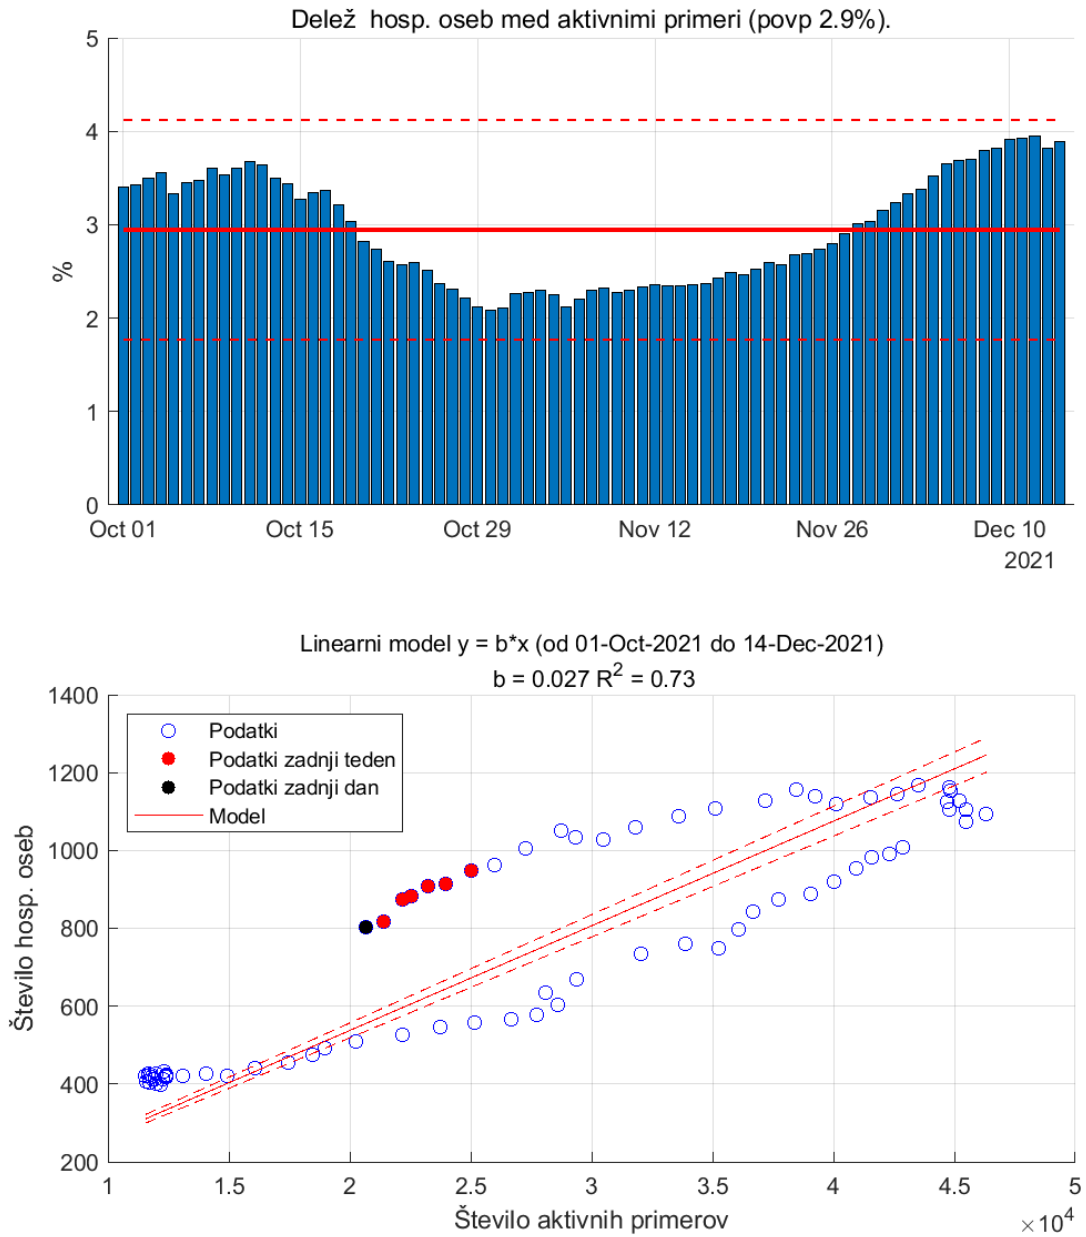 Delež  hosp. oseb med aktivnimi primeri (povp 2.9%).
5
4
3
2
1
0
%
Oct 01 Oct 15 Oct 29 Nov 12 Nov 26 Dec 10
2021
Linearni model y = b*x (od 01-Oct-2021 do 14-Dec-2021)
b = 0.027 R² = 0.73
1400
1200
1000
800
600
400
200
Število hosp. oseb
Podatki
Podatki zadnji teden
Podatki zadnji dan
Model
1 1.5 2 2.5 3 3.5 4 4.5 5
Število aktivnih primerov
×10⁴